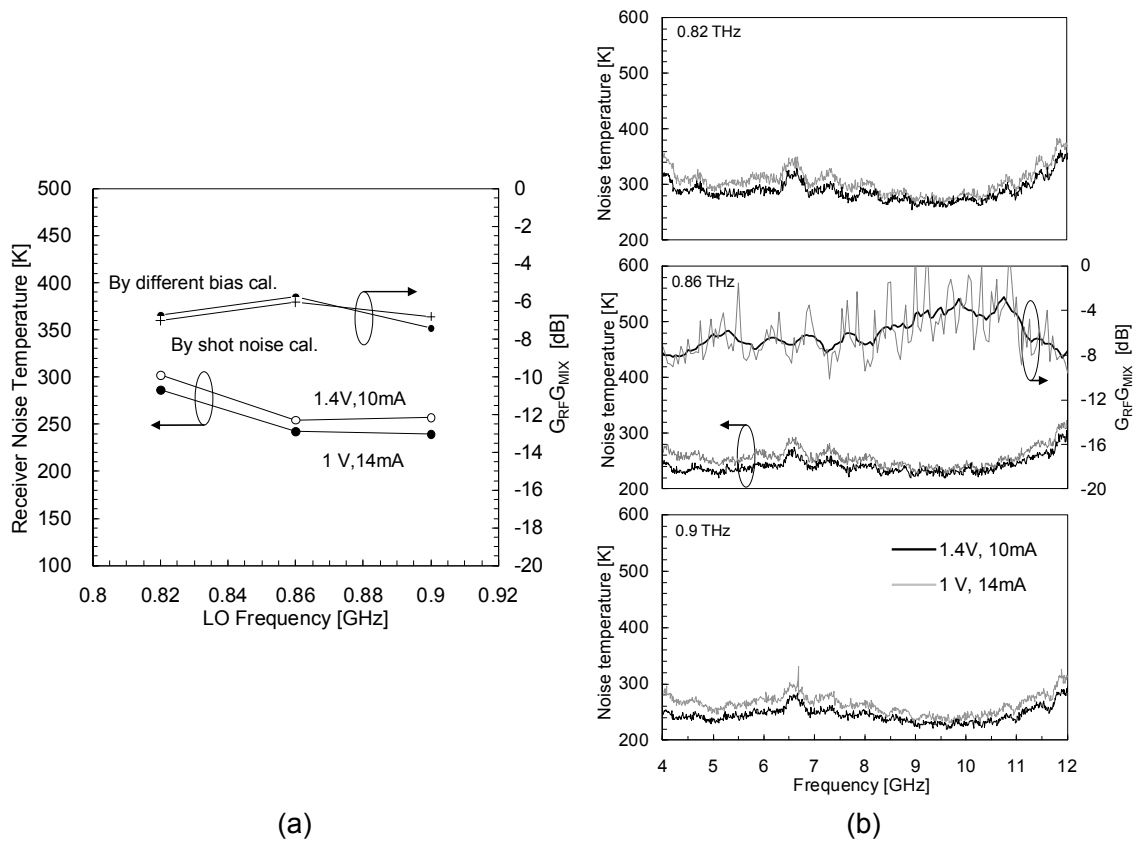 500
450
400
350
300
250
200
150
100
Receiver Noise Temperature [K]
0
-2
-4
-6
-8
-10
-12
-14
-16
-18
-20
G_RF G_MIX [dB]
By different bias cal.
By shot noise cal.
1.4V,10mA
1 V,14mA
0.8 0.82 0.84 0.86 0.88 0.9 0.92
LO Frequency [GHz]
(a)
600
500
400
300
200
Noise temperature [K]
0.82 THz
600
500
400
300
200
Noise temperature [K]
0.86 THz
0
-4
-8
-12
-16
-20
G_RF G_MIX [dB]
600
500
400
300
200
Noise temperature [K]
0.9 THz
1.4V, 10mA
1 V, 14mA
4 5 6 7 8 9 10 11 12
Frequency [GHz]
(b)